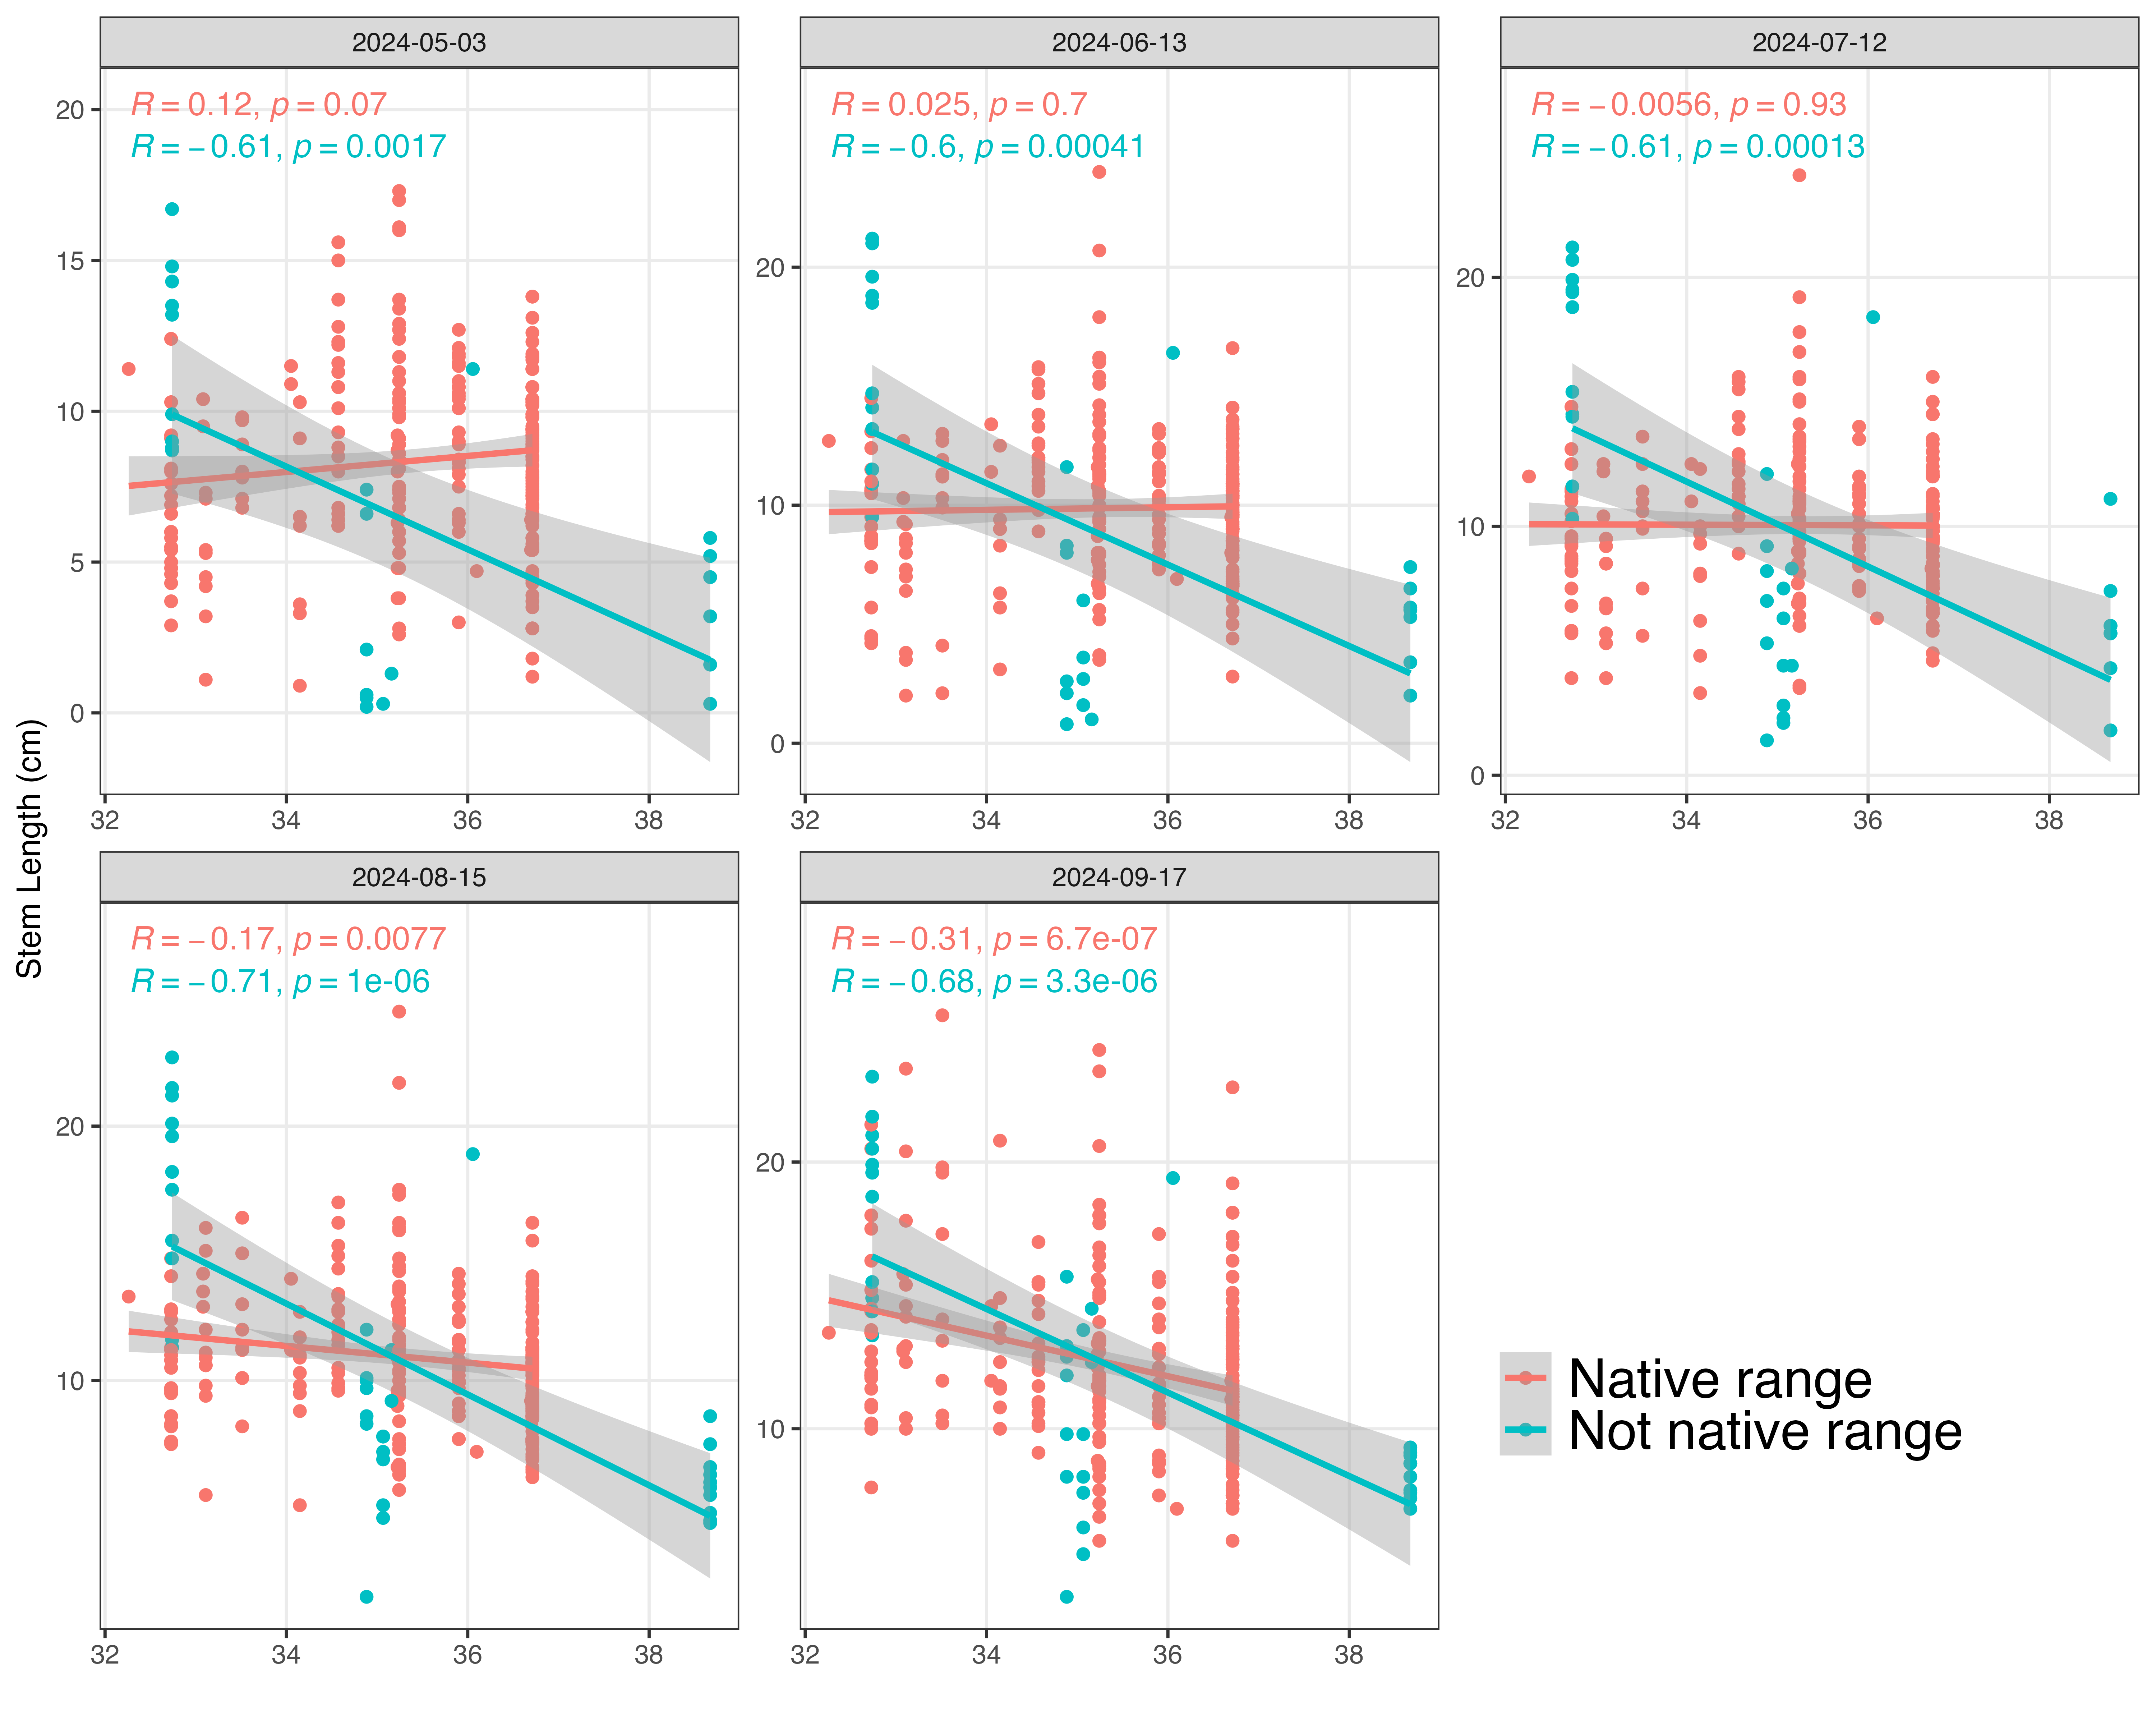 2024-05-03
R = 0.12, p = 0.07
R = −0.61, p = 0.0017
20
15
10
5
0
32 34 36 38
2024-06-13
R = 0.025, p = 0.7
R = −0.6, p = 0.00041
20
10
0
32 34 36 38
2024-07-12
R = −0.0056, p = 0.93
R = −0.61, p = 0.00013
20
10
0
32 34 36 38
Stem Length (cm)
2024-08-15
R = −0.17, p = 0.0077
R = −0.71, p = 1e-06
20
10
32 34 36 38
2024-09-17
R = −0.31, p = 6.7e-07
R = −0.68, p = 3.3e-06
20
10
32 34 36 38
Native range
Not native range